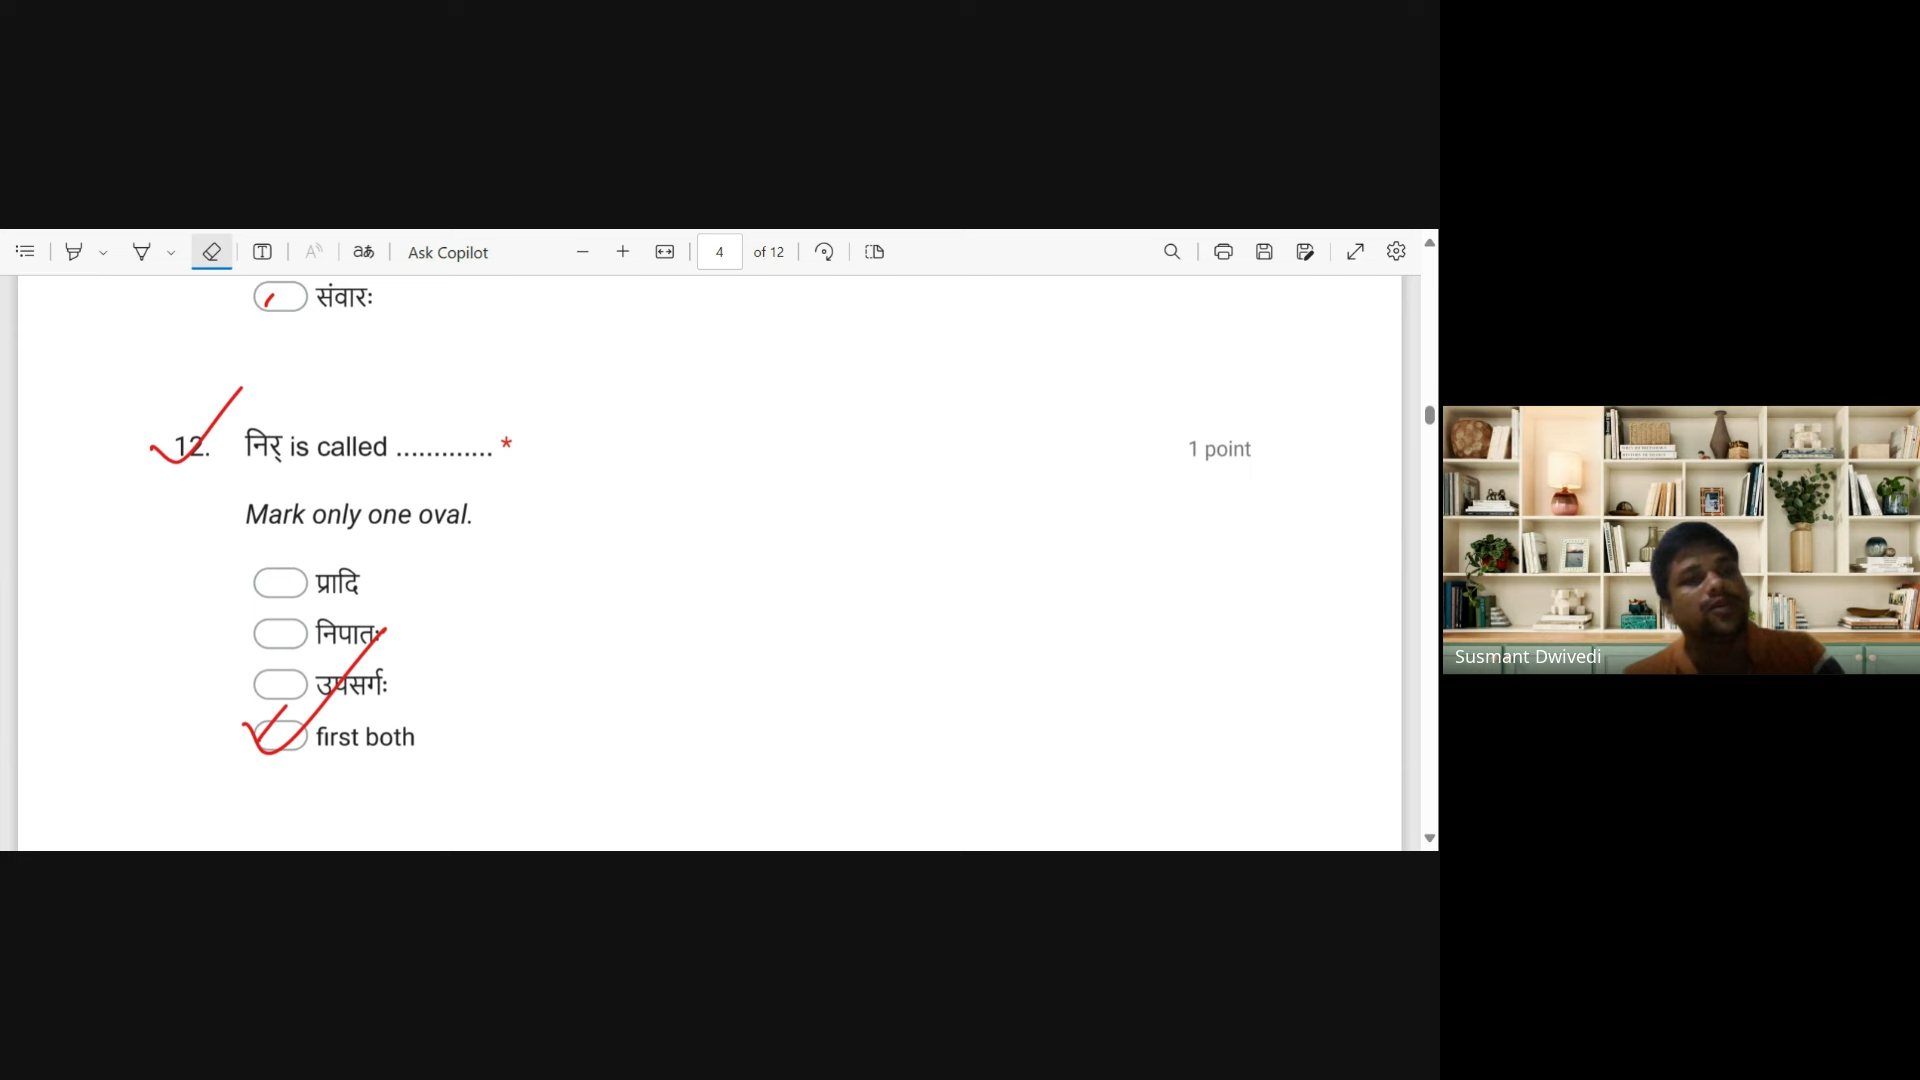 Ask Copilot
4 of 12
संवारः
12. निर् is called ............. *
1 point
Mark only one oval.
प्रादि
निपातः
उपसर्गः
first both
Susmant Dwivedi